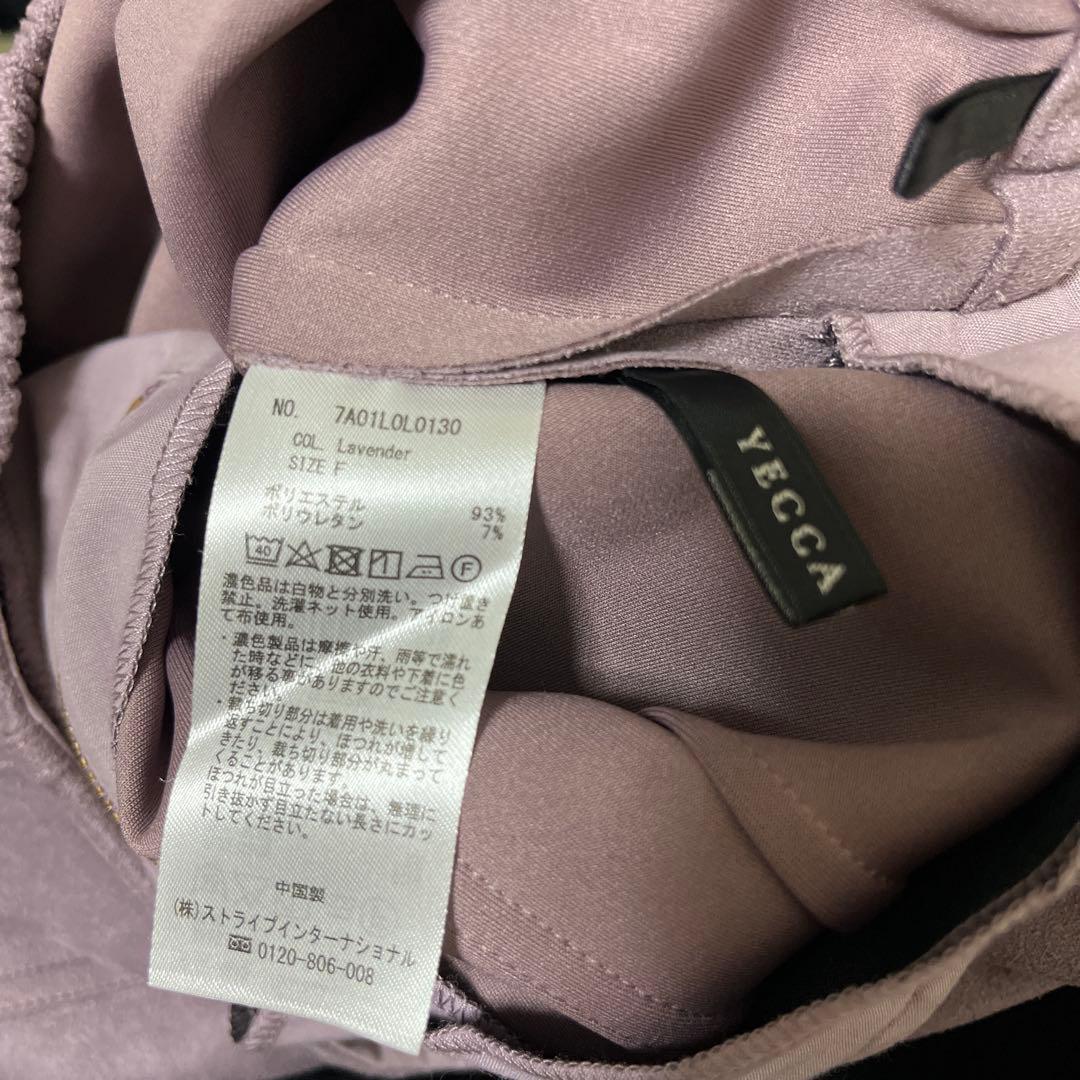 NO. 7A01L0L0130
COL. Lavender
SIZE F
ポリエステル 93%
ポリウレタン 7%
40 F
濃色品は白物と分別洗い。つけ置き
禁止。洗濯ネット使用。アイロンあ
て布使用。
・濃色製品は摩擦や汗、雨等で濡れ
た時などに、他の衣料や下着に色
が移る事がありますのでご注意く
ださい。
・裁ち切り部分は着用や洗いを繰り
返すことにより、ほつれが増して
きたり、裁ち切り部分が丸まって
くることがあります。
ほつれが目立った場合は、無理に
引き抜かず目立たない長さにカッ
トしてください。
中国製
(株)ストライプインターナショナル
0120-806-008
YECCA